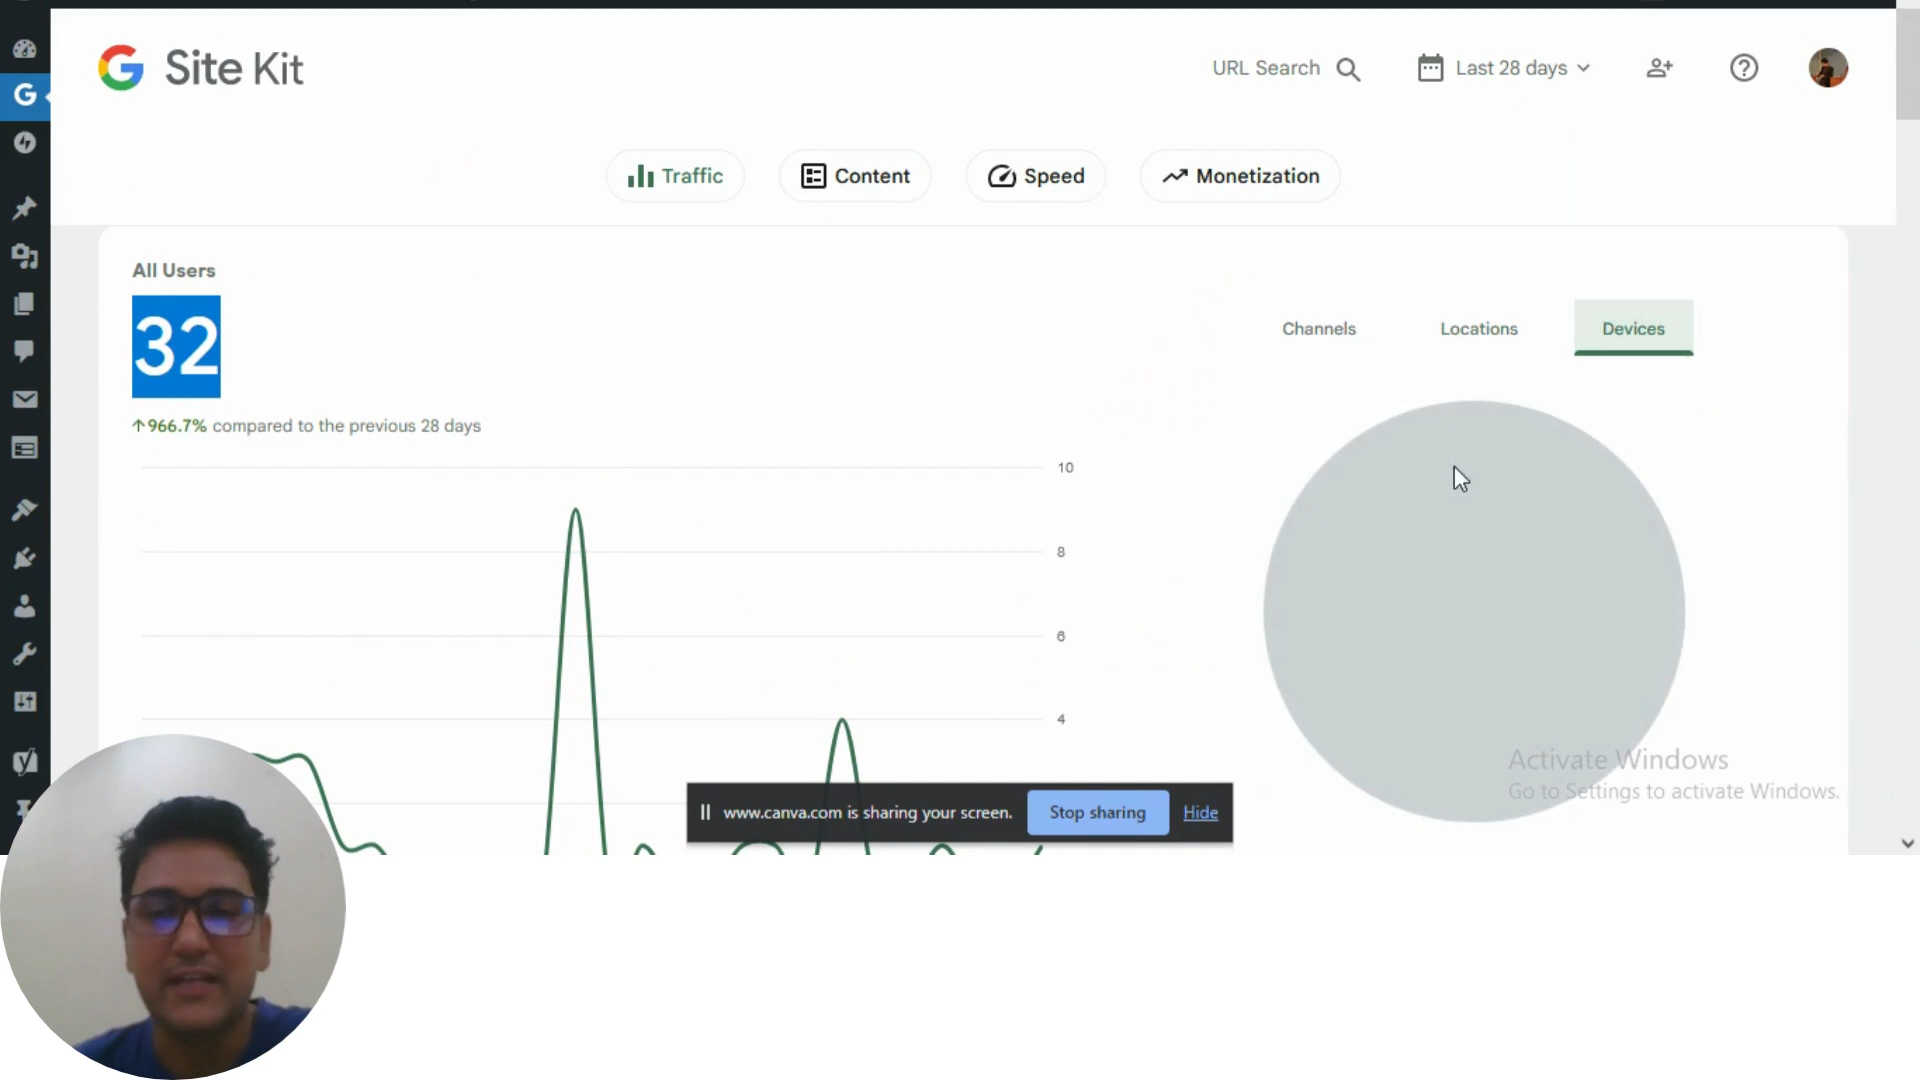 Site Kit
URL Search
Last 28 days
Traffic
Content
Speed
Monetization
All Users
32
↑966.7% compared to the previous 28 days
Channels
Locations
Devices
10
8
6
4
Activate Windows
Go to Settings to activate Windows.
www.canva.com is sharing your screen.
Stop sharing
Hide